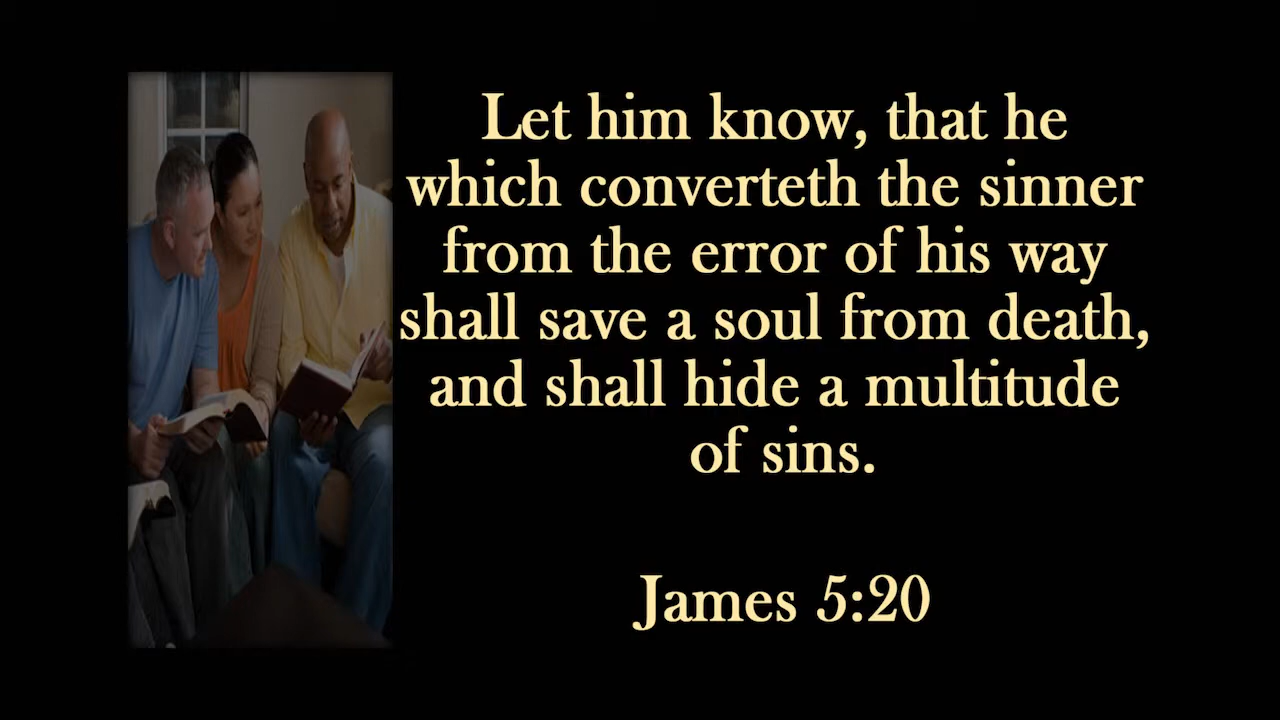 Let him know, that he
which converteth the sinner
from the error of his way
shall save a soul from death,
and shall hide a multitude
of sins.
James 5:20